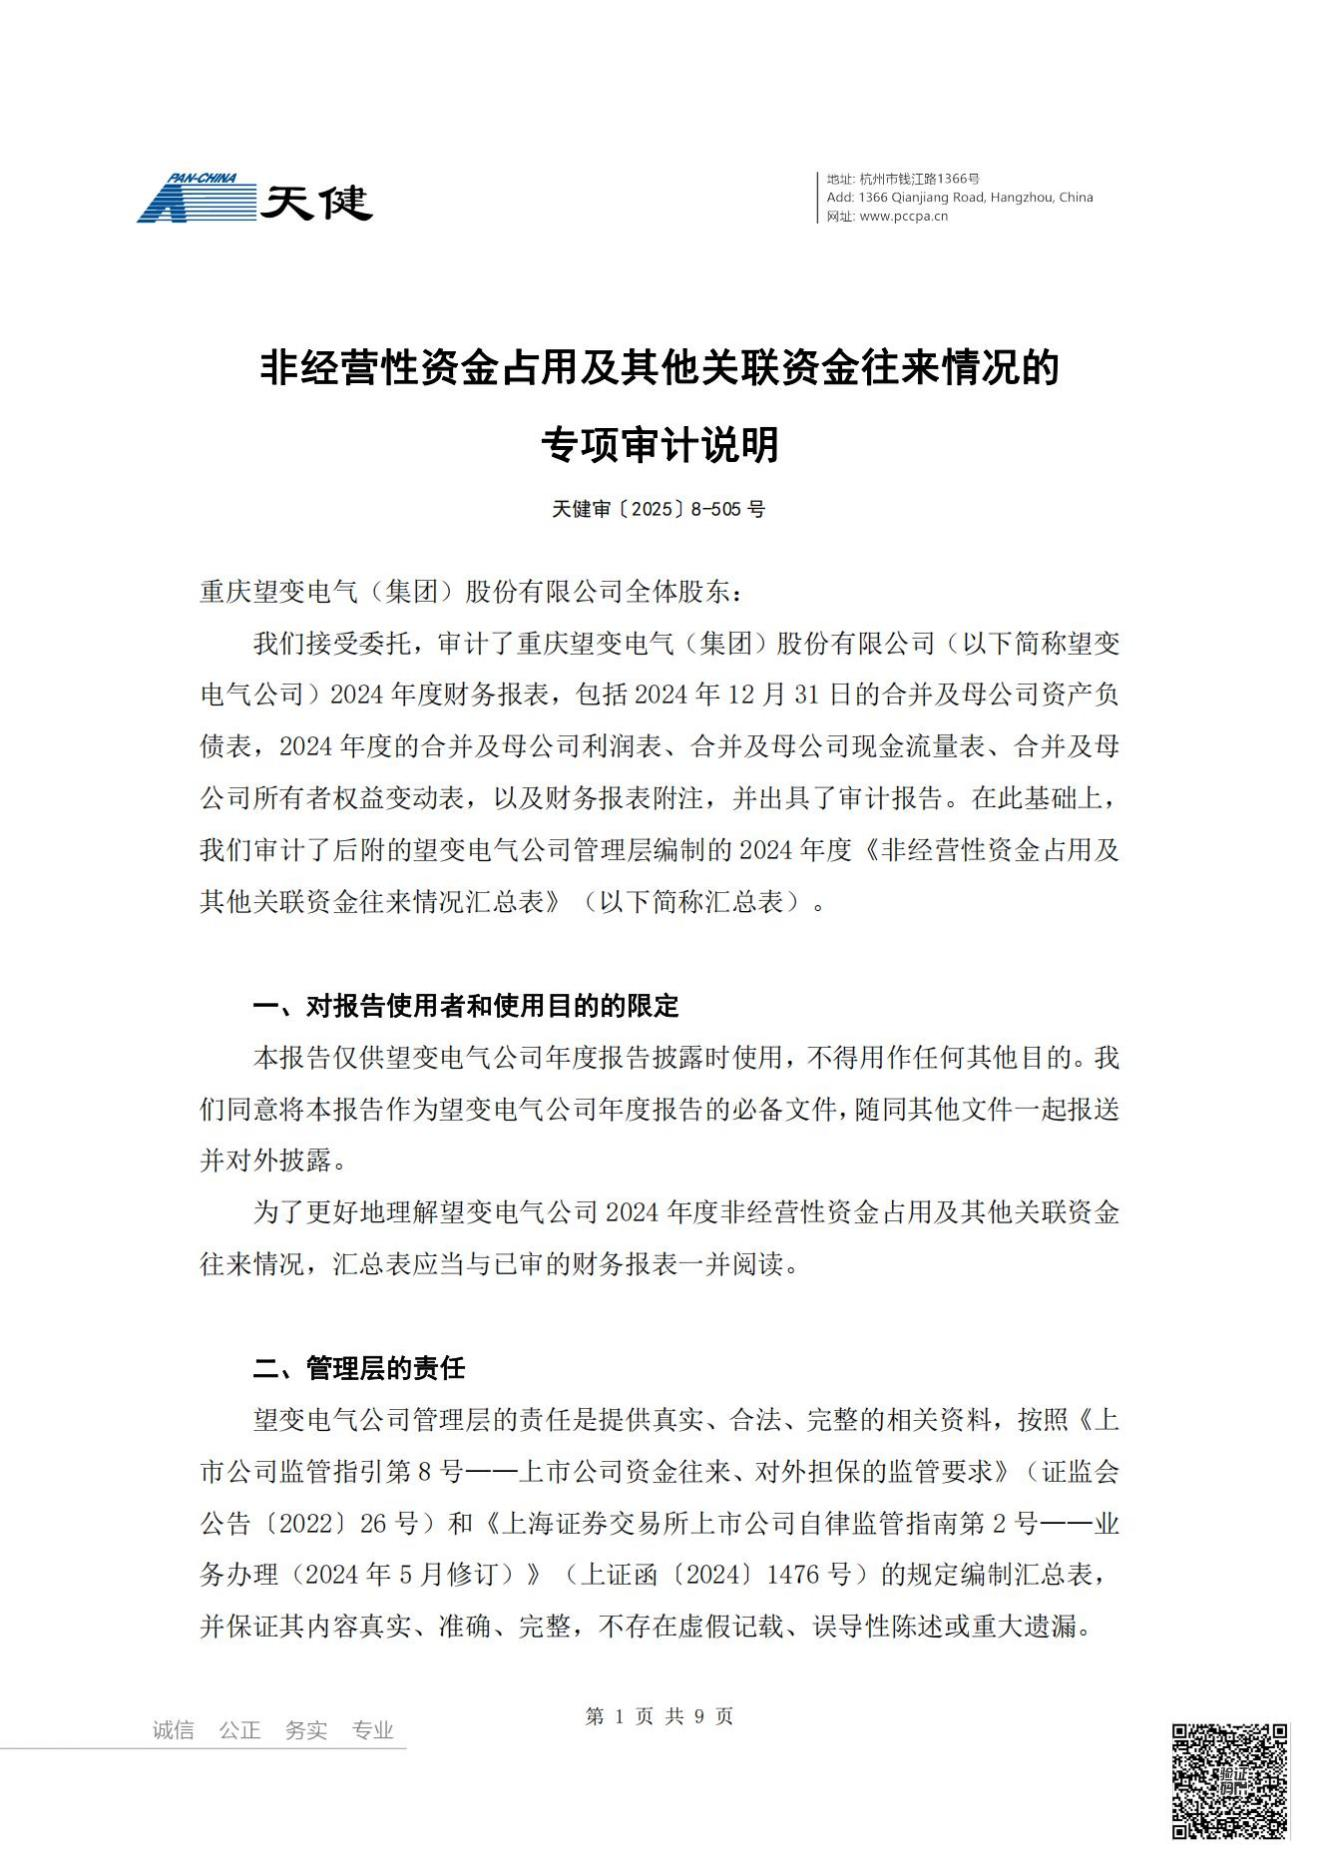 PAN-CHINA
天健
地址: 杭州市钱江路1366号
Add: 1366 Qianjiang Road, Hangzhou, China
网址: www.pccpa.cn
非经营性资金占用及其他关联资金往来情况的
专项审计说明
天健审〔2025〕8-505 号
重庆望变电气（集团）股份有限公司全体股东：
我们接受委托，审计了重庆望变电气（集团）股份有限公司（以下简称望变
电气公司）2024 年度财务报表，包括 2024 年 12 月 31 日的合并及母公司资产负
债表，2024 年度的合并及母公司利润表、合并及母公司现金流量表、合并及母
公司所有者权益变动表，以及财务报表附注，并出具了审计报告。在此基础上，
我们审计了后附的望变电气公司管理层编制的 2024 年度《非经营性资金占用及
其他关联资金往来情况汇总表》（以下简称汇总表）。
一、对报告使用者和使用目的的限定
本报告仅供望变电气公司年度报告披露时使用，不得用作任何其他目的。我
们同意将本报告作为望变电气公司年度报告的必备文件，随同其他文件一起报送
并对外披露。
为了更好地理解望变电气公司 2024 年度非经营性资金占用及其他关联资金
往来情况，汇总表应当与已审的财务报表一并阅读。
二、管理层的责任
望变电气公司管理层的责任是提供真实、合法、完整的相关资料，按照《上
市公司监管指引第 8 号——上市公司资金往来、对外担保的监管要求》（证监会
公告〔2022〕26 号）和《上海证券交易所上市公司自律监管指南第 2 号——业
务办理（2024 年 5 月修订）》（上证函〔2024〕1476 号）的规定编制汇总表，
并保证其内容真实、准确、完整，不存在虚假记载、误导性陈述或重大遗漏。
第 1 页 共 9 页
诚信 公正 务实 专业
验证
码